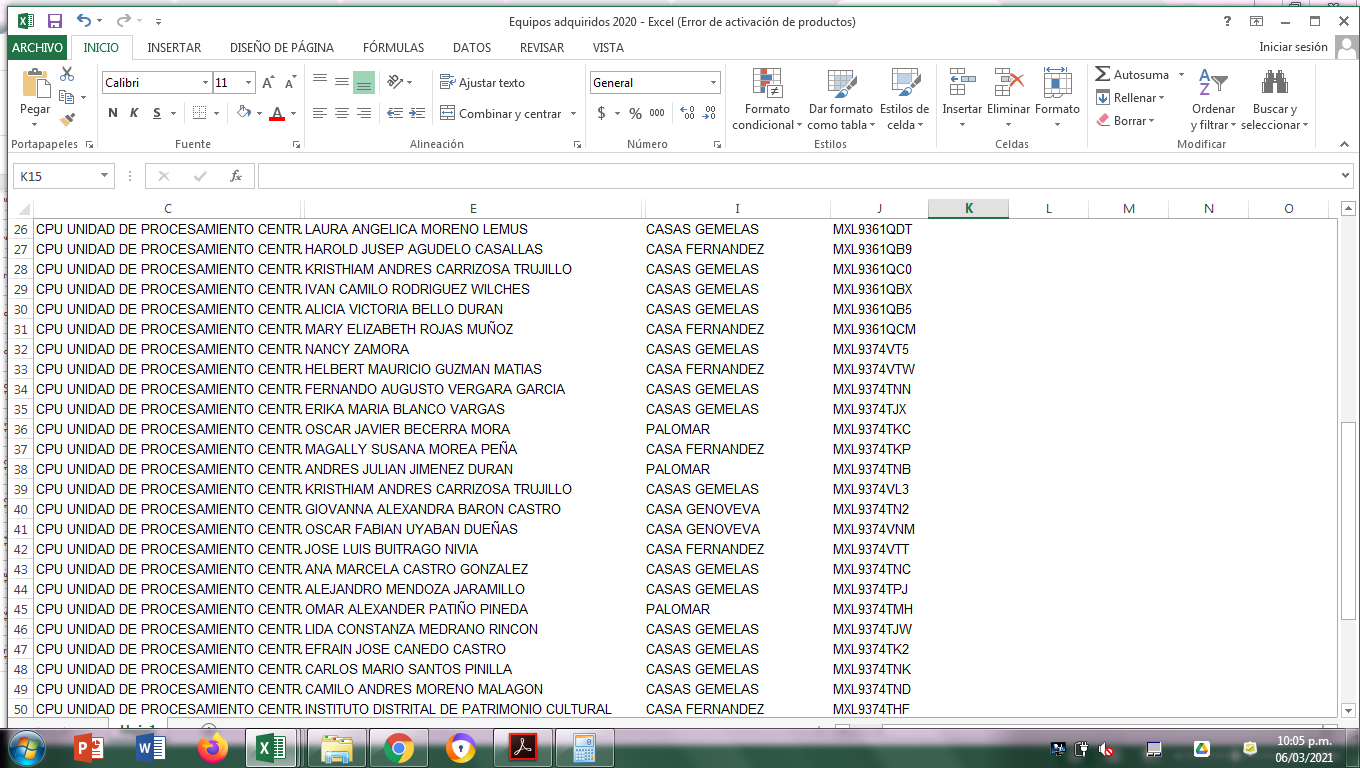 Equipos adquiridos 2020 - Excel (Error de activación de productos)
ARCHIVO INICIO INSERTAR DISEÑO DE PÁGINA FÓRMULAS DATOS REVISAR VISTA Iniciar sesión
Calibri 11 Ajustar texto General Autosuma
Pegar Rellenar
N K S Combinar y centrar $ % 000 Borrar
Formato condicional Dar formato como tabla Estilos de celda Insertar Eliminar Formato Ordenar y filtrar Buscar y seleccionar
Portapapeles Fuente Alineación Número Estilos Celdas Modificar
K15 fx
C E I J K L M N O
26 CPU UNIDAD DE PROCESAMIENTO CENTR LAURA ANGELICA MORENO LEMUS CASAS GEMELAS MXL9361QDT
27 CPU UNIDAD DE PROCESAMIENTO CENTR HAROLD JUSEP AGUDELO CASALLAS CASA FERNANDEZ MXL9361QB9
28 CPU UNIDAD DE PROCESAMIENTO CENTR KRISTHIAM ANDRES CARRIZOSA TRUJILLO CASAS GEMELAS MXL9361QC0
29 CPU UNIDAD DE PROCESAMIENTO CENTR IVAN CAMILO RODRIGUEZ WILCHES CASAS GEMELAS MXL9361QBX
30 CPU UNIDAD DE PROCESAMIENTO CENTR ALICIA VICTORIA BELLO DURAN CASAS GEMELAS MXL9361QB5
31 CPU UNIDAD DE PROCESAMIENTO CENTR MARY ELIZABETH ROJAS MUÑOZ CASA FERNANDEZ MXL9361QCM
32 CPU UNIDAD DE PROCESAMIENTO CENTR NANCY ZAMORA CASAS GEMELAS MXL9374VT5
33 CPU UNIDAD DE PROCESAMIENTO CENTR HELBERT MAURICIO GUZMAN MATIAS CASA FERNANDEZ MXL9374VTW
34 CPU UNIDAD DE PROCESAMIENTO CENTR FERNANDO AUGUSTO VERGARA GARCIA CASAS GEMELAS MXL9374TNN
35 CPU UNIDAD DE PROCESAMIENTO CENTR ERIKA MARIA BLANCO VARGAS CASAS GEMELAS MXL9374TJX
36 CPU UNIDAD DE PROCESAMIENTO CENTR OSCAR JAVIER BECERRA MORA PALOMAR MXL9374TKC
37 CPU UNIDAD DE PROCESAMIENTO CENTR MAGALLY SUSANA MOREA PEÑA CASA FERNANDEZ MXL9374TKP
38 CPU UNIDAD DE PROCESAMIENTO CENTR ANDRES JULIAN JIMENEZ DURAN PALOMAR MXL9374TNB
39 CPU UNIDAD DE PROCESAMIENTO CENTR KRISTHIAM ANDRES CARRIZOSA TRUJILLO CASAS GEMELAS MXL9374VL3
40 CPU UNIDAD DE PROCESAMIENTO CENTR GIOVANNA ALEXANDRA BARON CASTRO CASA GENOVEVA MXL9374TN2
41 CPU UNIDAD DE PROCESAMIENTO CENTR OSCAR FABIAN UYABAN DUEÑAS CASA GENOVEVA MXL9374VNM
42 CPU UNIDAD DE PROCESAMIENTO CENTR JOSE LUIS BUITRAGO NIVIA CASA FERNANDEZ MXL9374VTT
43 CPU UNIDAD DE PROCESAMIENTO CENTR ANA MARCELA CASTRO GONZALEZ CASAS GEMELAS MXL9374TNC
44 CPU UNIDAD DE PROCESAMIENTO CENTR ALEJANDRO MENDOZA JARAMILLO CASAS GEMELAS MXL9374TPJ
45 CPU UNIDAD DE PROCESAMIENTO CENTR OMAR ALEXANDER PATIÑO PINEDA PALOMAR MXL9374TMH
46 CPU UNIDAD DE PROCESAMIENTO CENTR LIDA CONSTANZA MEDRANO RINCON CASAS GEMELAS MXL9374TJW
47 CPU UNIDAD DE PROCESAMIENTO CENTR EFRAIN JOSE CANEDO CASTRO CASAS GEMELAS MXL9374TK2
48 CPU UNIDAD DE PROCESAMIENTO CENTR CARLOS MARIO SANTOS PINILLA CASAS GEMELAS MXL9374TNK
49 CPU UNIDAD DE PROCESAMIENTO CENTR CAMILO ANDRES MORENO MALAGON CASAS GEMELAS MXL9374TND
50 CPU UNIDAD DE PROCESAMIENTO CENTR INSTITUTO DISTRITAL DE PATRIMONIO CULTURAL CASA FERNANDEZ MXL9374THF
10:05 p.m.
06/03/2021